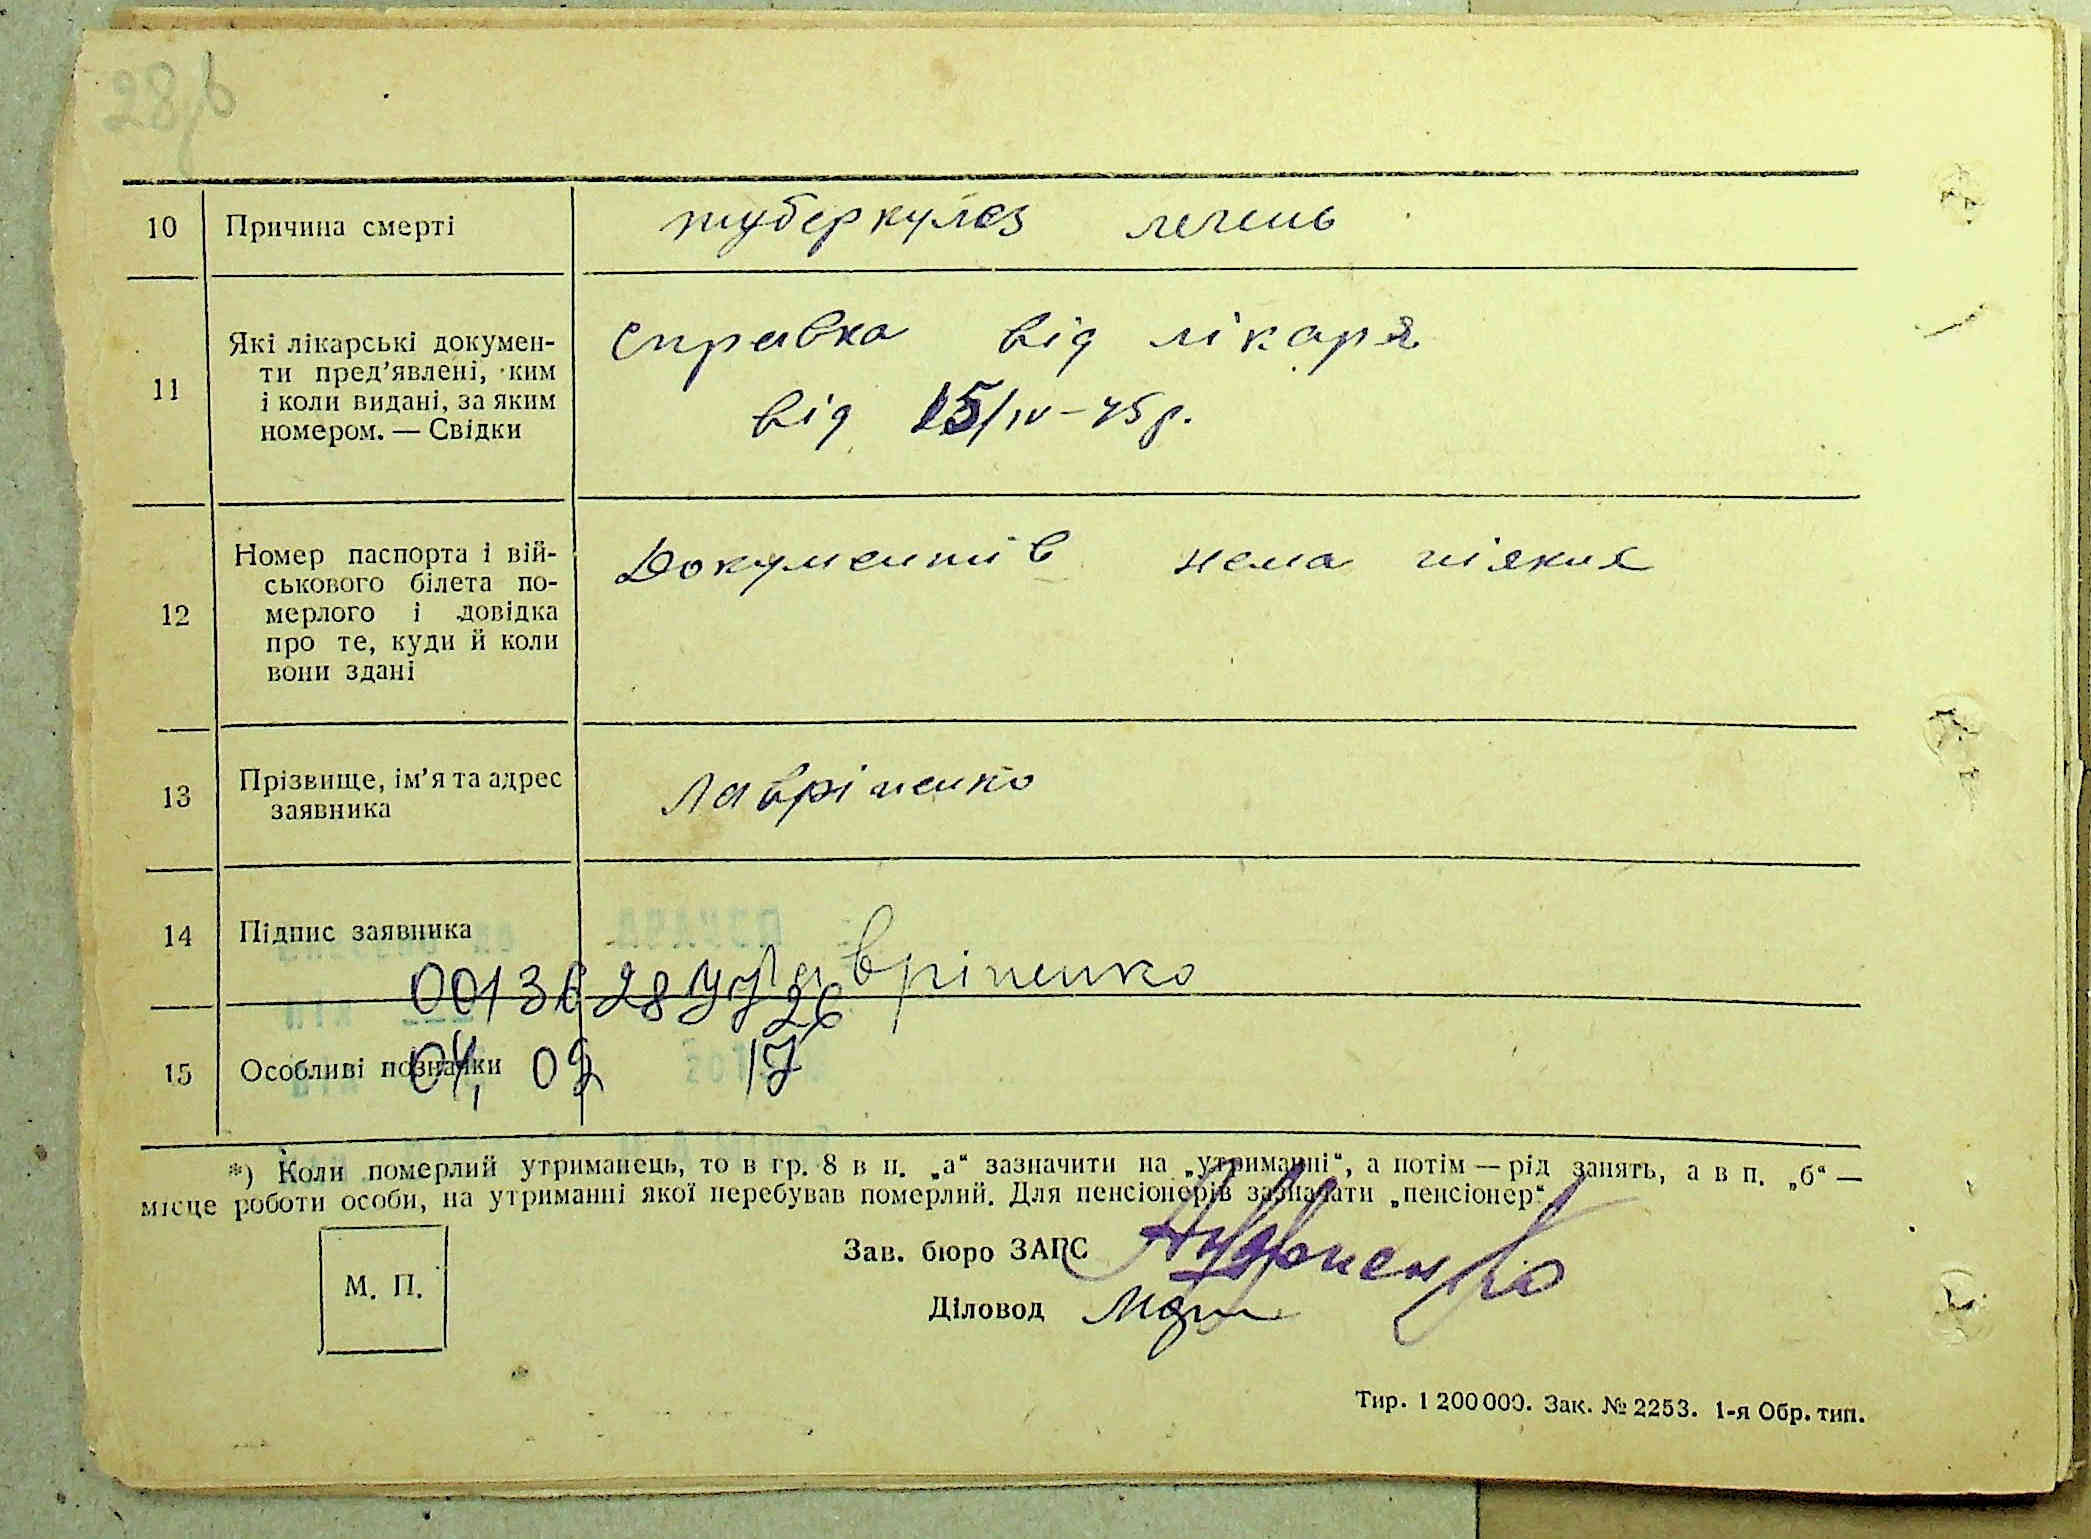 10 Причина смерті туберкулез легень
11 Які лікарські докумен-
ти пред'явлені, ким
і коли видані, за яким
номером. — Свідки
справка від лікаря
від 15/IV-45р.
12 Номер паспорта і вій-
ськового білета по-
мерлого і довідка
про те, куди й коли
вони здані
Документів нема ніяких
13 Прізвище, ім'я та адрес
заявника
Лавріненко
14 Підпис заявника
Лавріненко
15 Особливі позначки
04, 09 17
*) Коли померлий утриманець, то в гр. 8 в п. „а“ зазначити на „утриманні“, а потім — рід занять, а в п. „б“ —
місце роботи особи, на утриманні якої перебував померлий. Для пенсіонерів зазначати „пенсіонер“.
М. П.
Зав. бюро ЗАГС
Діловод
Тир. 1 200 000. Зак. № 2253. 1-я Обр. тип.